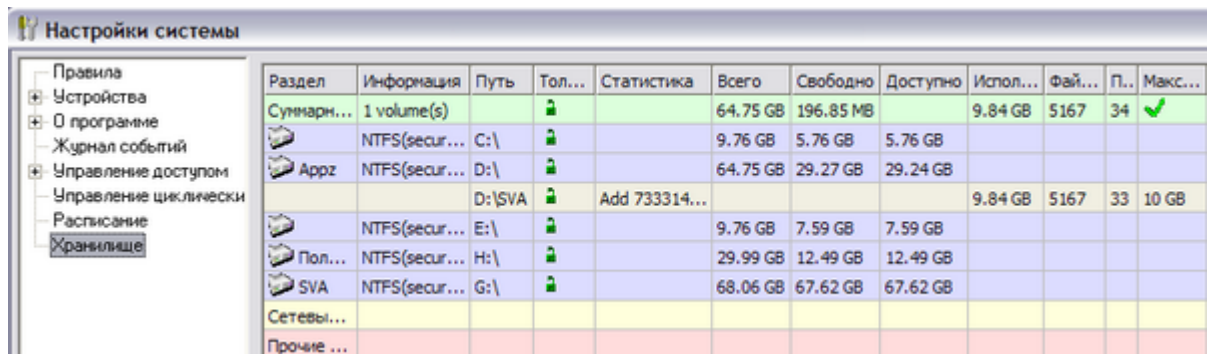 Настройки системы
Правила
Устройства
О программе
Журнал событий
Управление доступом
Управление циклически
Расписание
Хранилище
Раздел Информация Путь Тол... Статистика Всего Свободно Доступно Испол... Фай... П.. Макс...
Суммарн... 1 volume(s) 64.75 GB 196.85 MB 9.84 GB 5167 34
NTFS(secur... C:\ 9.76 GB 5.76 GB 5.76 GB
Appz NTFS(secur... D:\ 64.75 GB 29.27 GB 29.24 GB
D:\SVA Add 733314... 9.84 GB 5167 33 10 GB
NTFS(secur... E:\ 9.76 GB 7.59 GB 7.59 GB
Пол... NTFS(secur... H:\ 29.99 GB 12.49 GB 12.49 GB
SVA NTFS(secur... G:\ 68.06 GB 67.62 GB 67.62 GB
Сетевы...
Прочие ...